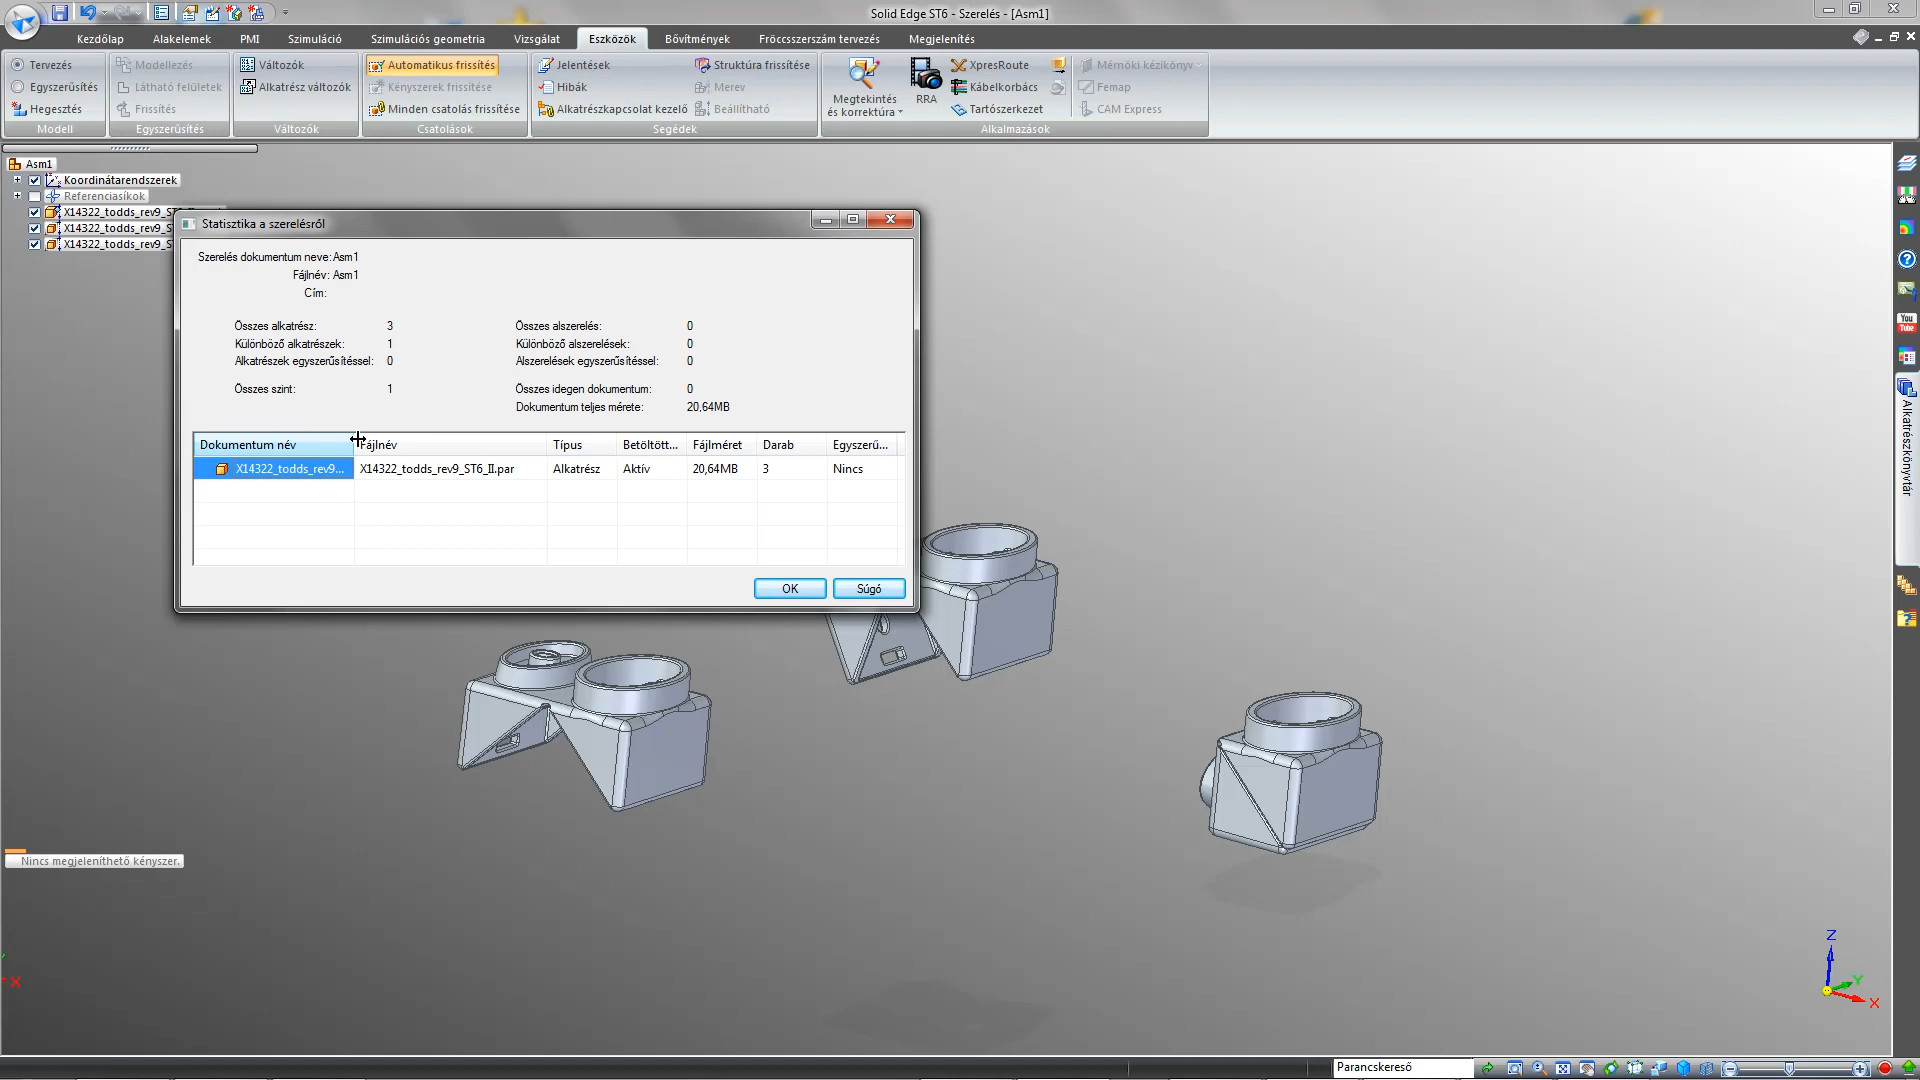 Solid Edge ST6 - Szerelés - [Asm1]
Kezdőlap Alakelemek PMI Szimuláció Szimulációs geometria Vizsgálat Eszközök Bővítmények Fröccsszerszám tervezés Megjelenítés
Tervezés Modellezés Változók Automatikus frissítés Jelentések Struktúra frissítése XpresRoute Mérnöki kézikönyv
Egyszerűsítés Látható felületek Alkatrész változók Kényszerek frissítése Hibák Merev Kábelkorbács Femap
Megtekintés és korrektúra RRA
Hegesztés Frissítés Minden csatolás frissítése Alkatrészkapcsolat kezelő Beállítható Tartószerkezet CAM Express
Modell Egyszerűsítés Változók Csatolások Segédek Alkalmazások
Asm1
Koordinátarendszerek
Referenciasíkok
X14322_todds_rev9_ST
X14322_todds_rev9_S
X14322_todds_rev9_S
Statisztika a szerelésről
Szerelés dokumentum neve: Asm1
Fájlnév: Asm1
Cím:
Összes alkatrész: 3 Összes alszerelés: 0
Különböző alkatrészek: 1 Különböző alszerelések: 0
Alkatrészek egyszerűsítéssel: 0 Alszerelések egyszerűsítéssel: 0
Összes szint: 1 Összes idegen dokumentum: 0
Dokumentum teljes mérete: 20,64MB
Dokumentum név Fájlnév Típus Betöltött... Fájlméret Darab Egyszerű...
X14322_todds_rev9... X14322_todds_rev9_ST6_II.par Alkatrész Aktív 20,64MB 3 Nincs
OK Súgó
You Tube
Alkatrészkönyvtár
Nincs megjeleníthető kényszer.
X
Z
Y
X
Parancskereső